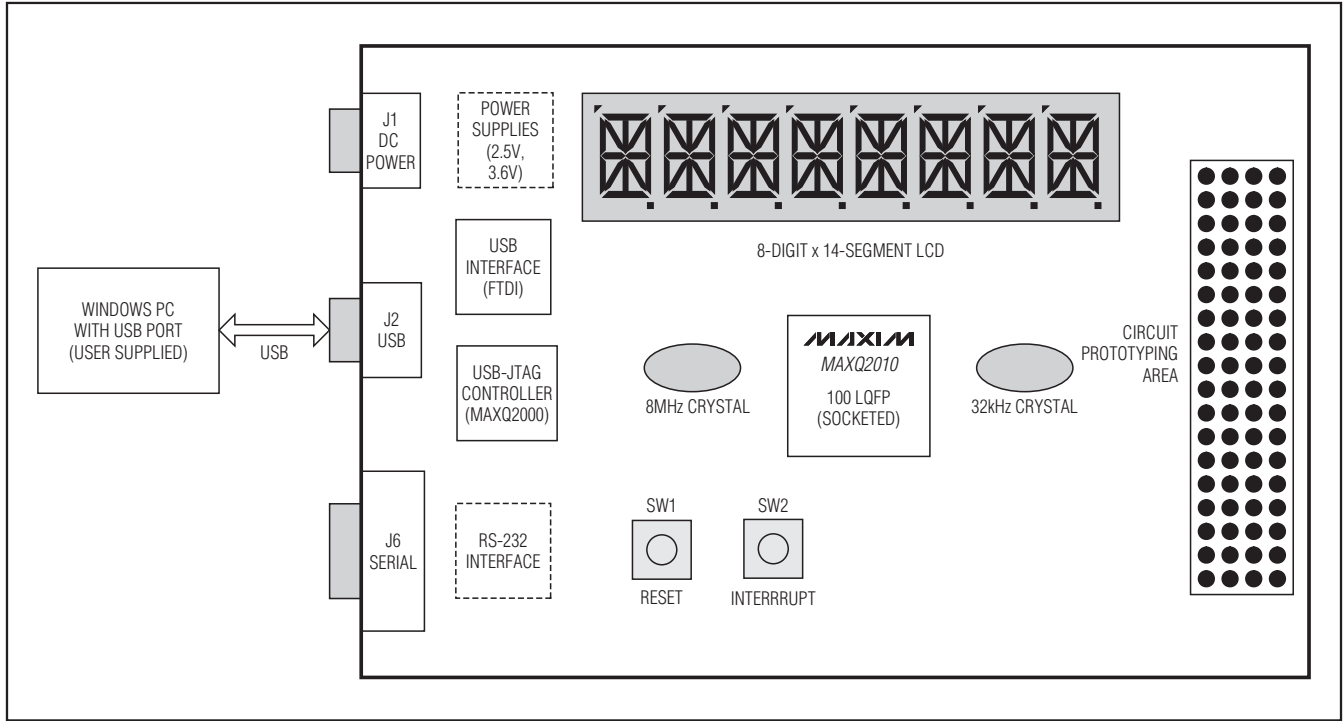 J1
DC
POWER
POWER
SUPPLIES
(2.5V,
3.6V)
8-DIGIT x 14-SEGMENT LCD
USB
INTERFACE
(FTDI)
WINDOWS PC
WITH USB PORT
(USER SUPPLIED)
USB
J2
USB
USB-JTAG
CONTROLLER
(MAXQ2000)
8MHz CRYSTAL
MAXIM
MAXQ2010
100 LQFP
(SOCKETED)
32kHz CRYSTAL
CIRCUIT
PROTOTYPING
AREA
J6
SERIAL
RS-232
INTERFACE
SW1
RESET
SW2
INTERRRUPT